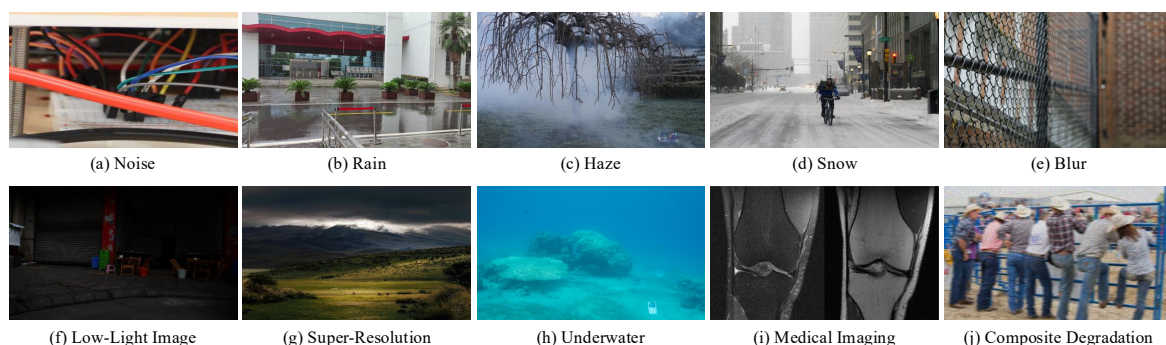 (a) Noise
(b) Rain
(c) Haze
(d) Snow
(e) Blur
(f) Low-Light Image
(g) Super-Resolution
(h) Underwater
(i) Medical Imaging
(j) Composite Degradation